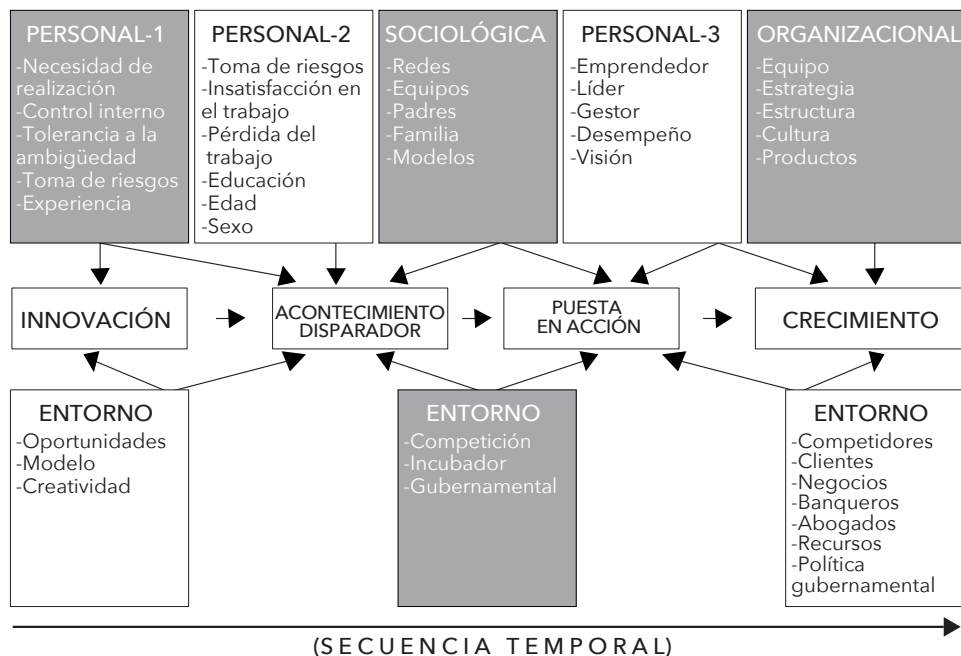 PERSONAL-1
-Necesidad de
realización
-Control interno
-Tolerancia a la
ambigüedad
-Toma de riesgos
-Experiencia
PERSONAL-2
-Toma de riesgos
-Insatisfacción en
el trabajo
-Pérdida del
trabajo
-Educación
-Edad
-Sexo
SOCIOLÓGICA
-Redes
-Equipos
-Padres
-Familia
-Modelos
PERSONAL-3
-Emprendedor
-Líder
-Gestor
-Desempeño
-Visión
ORGANIZACIONAL
-Equipo
-Estrategia
-Estructura
-Cultura
-Productos
INNOVACIÓN
ACONTECIMIENTO
DISPARADOR
PUESTA
EN ACCIÓN
CRECIMIENTO
ENTORNO
-Oportunidades
-Modelo
-Creatividad
ENTORNO
-Competición
-Incubador
-Gubernamental
ENTORNO
-Competidores
-Clientes
-Negocios
-Banqueros
-Abogados
-Recursos
-Política
gubernamental
(SECUENCIA TEMPORAL)